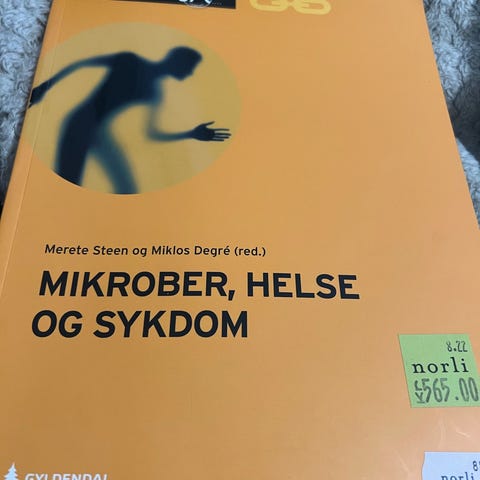 Merete Steen og Miklos Degré (red.)
MIKROBER, HELSE
OG SYKDOM
8.22
norli
565.00
GYLDENDAL
norli